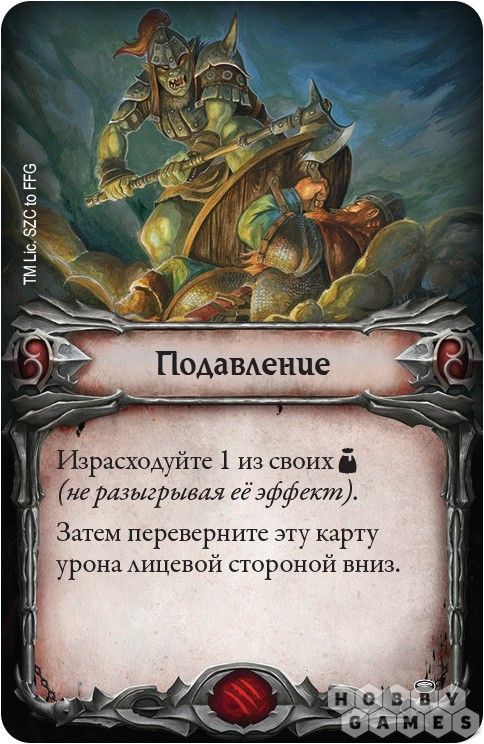 TM Lic. SZC to FFG
Подавление
Израсходуйте 1 из своих
(не разыгрывая её эффект).
Затем переверните эту карту
урона лицевой стороной вниз.
HOBBY
GAMES